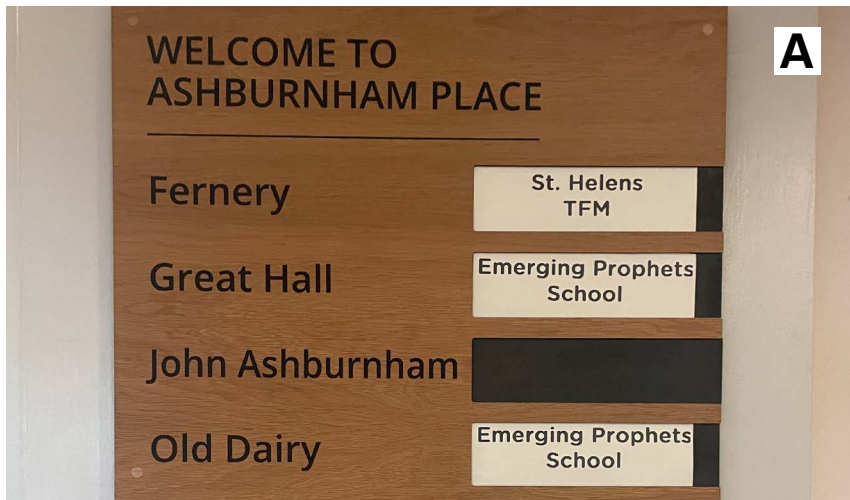 A
WELCOME TO
ASHBURNHAM PLACE
Fernery
St. Helens
TFM
Great Hall
Emerging Prophets
School
John Ashburnham
Old Dairy
Emerging Prophets
School